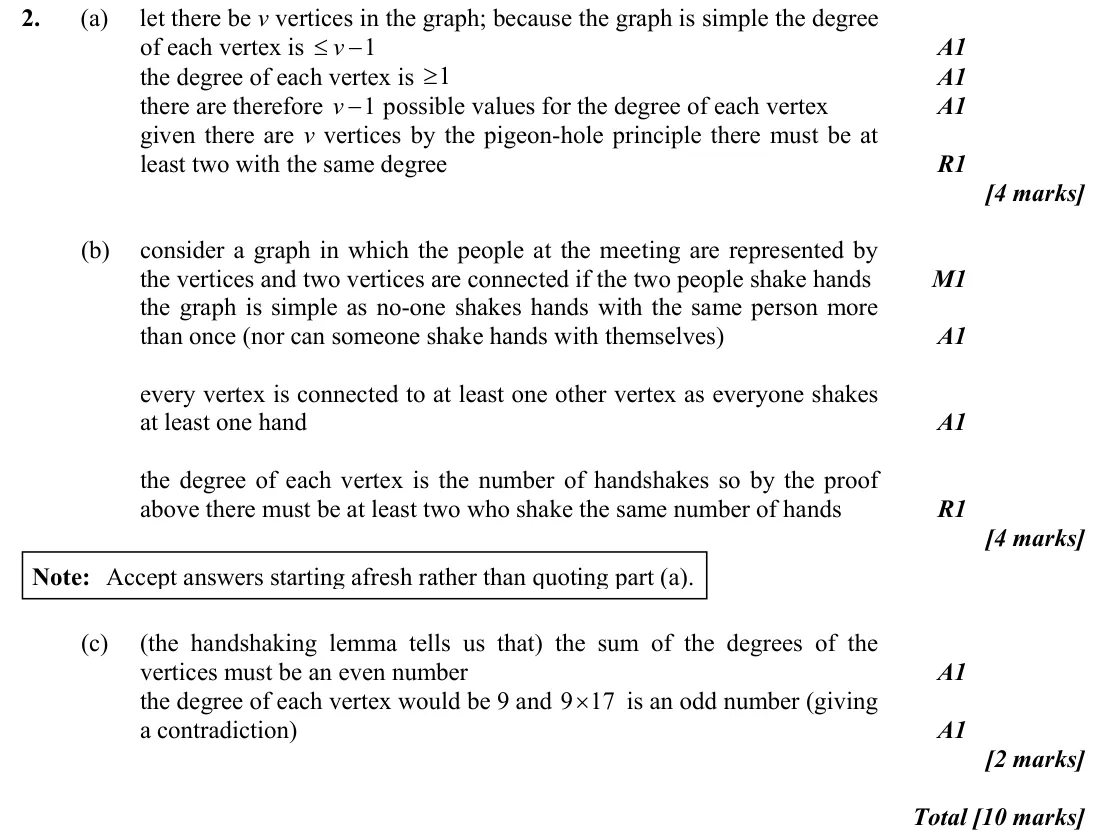 2. (a) let there be v vertices in the graph; because the graph is simple the degree
of each vertex is ≤ v−1 A1
the degree of each vertex is ≥1 A1
there are therefore v−1 possible values for the degree of each vertex A1
given there are v vertices by the pigeon-hole principle there must be at
least two with the same degree R1
[4 marks]
(b) consider a graph in which the people at the meeting are represented by
the vertices and two vertices are connected if the two people shake hands M1
the graph is simple as no-one shakes hands with the same person more
than once (nor can someone shake hands with themselves) A1
every vertex is connected to at least one other vertex as everyone shakes
at least one hand A1
the degree of each vertex is the number of handshakes so by the proof
above there must be at least two who shake the same number of hands R1
[4 marks]
Note: Accept answers starting afresh rather than quoting part (a).
(c) (the handshaking lemma tells us that) the sum of the degrees of the
vertices must be an even number A1
the degree of each vertex would be 9 and 9×17 is an odd number (giving
a contradiction) A1
[2 marks]
Total [10 marks]